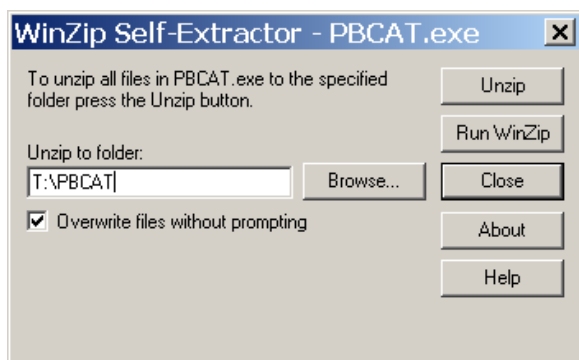 WinZip Self-Extractor - PBCAT.exe
To unzip all files in PBCAT.exe to the specified
folder press the Unzip button.
Unzip to folder:
T:\PBCAT
Browse...
Overwrite files without prompting
Unzip
Run WinZip
Close
About
Help